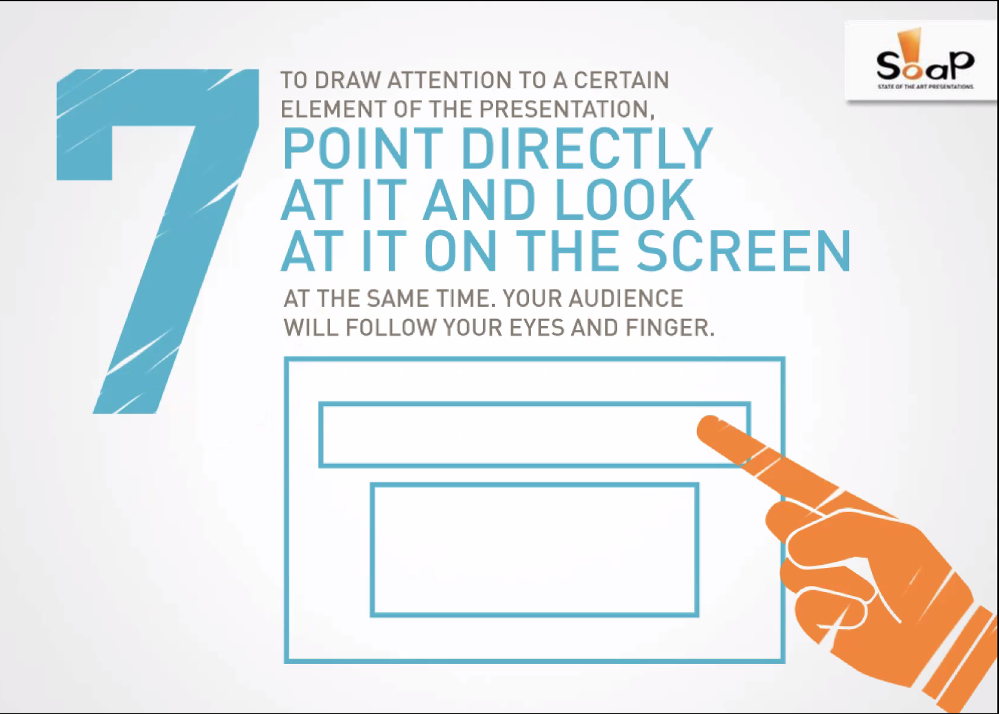 7
TO DRAW ATTENTION TO A CERTAIN
ELEMENT OF THE PRESENTATION,
POINT DIRECTLY
AT IT AND LOOK
AT IT ON THE SCREEN
AT THE SAME TIME. YOUR AUDIENCE
WILL FOLLOW YOUR EYES AND FINGER.
SOAP
STATE OF THE ART PRESENTATIONS